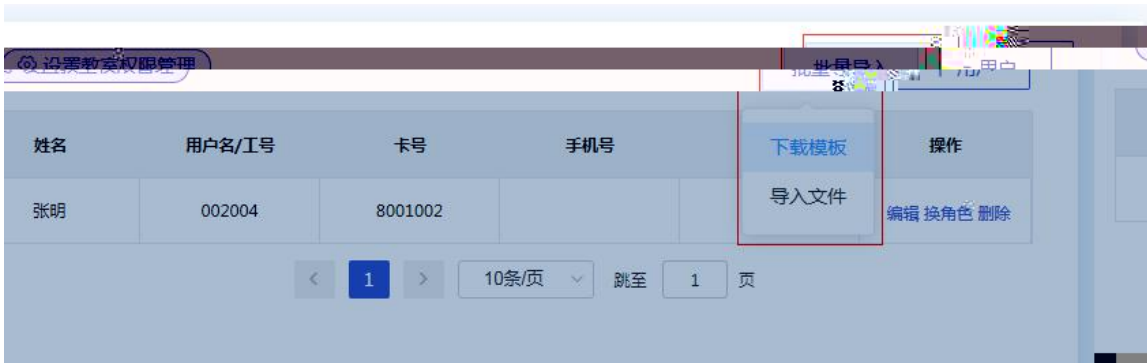 设置教室权限管理
批量导入 用户
姓名 用户名/工号 卡号 手机号 操作
下载模板
张明 002004 8001002 编辑 换角色 删除
导入文件
1 10条/页 跳至 1 页